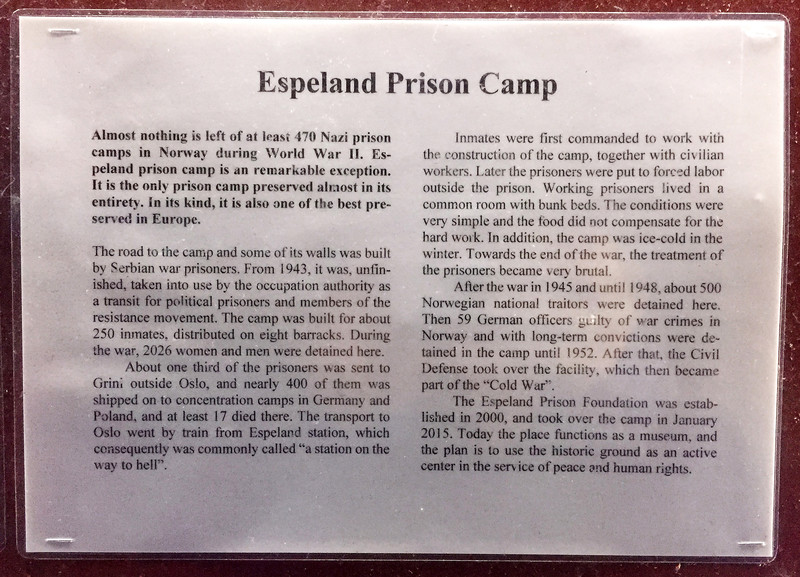 Espeland Prison Camp
Almost nothing is left of at least 470 Nazi prison
camps in Norway during World War II. Es-
peland prison camp is an remarkable exception.
It is the only prison camp preserved almost in its
entirety. In its kind, it is also one of the best pre-
served in Europe.
The road to the camp and some of its walls was built
by Serbian war prisoners. From 1943, it was, unfin-
ished, taken into use by the occupation authority as
a transit for political prisoners and members of the
resistance movement. The camp was built for about
250 inmates, distributed on eight barracks. During
the war, 2026 women and men were detained here.
About one third of the prisoners was sent to
Grini outside Oslo, and nearly 400 of them was
shipped on to concentration camps in Germany and
Poland, and at least 17 died there. The transport to
Oslo went by train from Espeland station, which
consequently was commonly called “a station on the
way to hell”.
Inmates were first commanded to work with
the construction of the camp, together with civilian
workers. Later the prisoners were put to forced labor
outside the prison. Working prisoners lived in a
common room with bunk beds. The conditions were
very simple and the food did not compensate for the
hard work. In addition, the camp was ice-cold in the
winter. Towards the end of the war, the treatment of
the prisoners became very brutal.
After the war in 1945 and until 1948, about 500
Norwegian national traitors were detained here.
Then 59 German officers guilty of war crimes in
Norway and with long-term convictions were de-
tained in the camp until 1952. After that, the Civil
Defense took over the facility, which then became
part of the “Cold War”.
The Espeland Prison Foundation was estab-
lished in 2000, and took over the camp in January
2015. Today the place functions as a museum, and
the plan is to use the historic ground as an active
center in the service of peace and human rights.